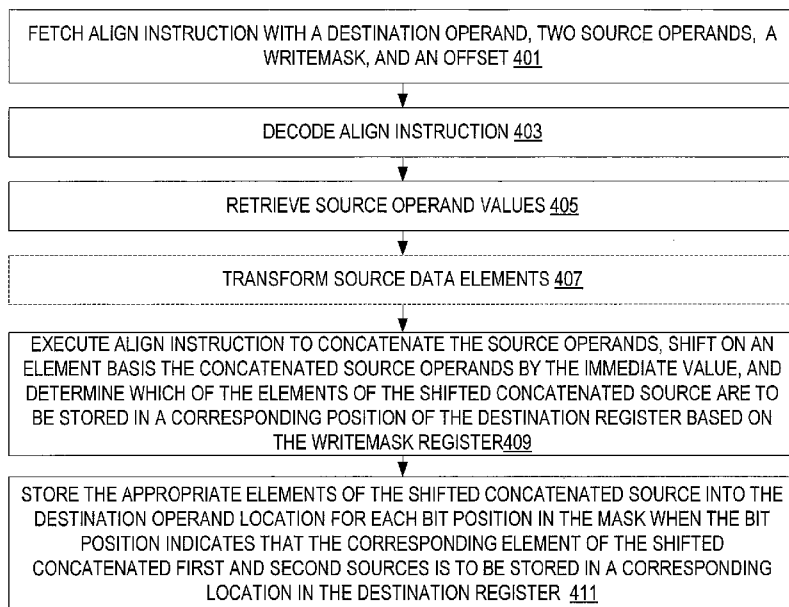 FETCH ALIGN INSTRUCTION WITH A DESTINATION OPERAND, TWO SOURCE OPERANDS, A
WRITEMASK, AND AN OFFSET 401
DECODE ALIGN INSTRUCTION 403
RETRIEVE SOURCE OPERAND VALUES 405
TRANSFORM SOURCE DATA ELEMENTS 407
EXECUTE ALIGN INSTRUCTION TO CONCATENATE THE SOURCE OPERANDS, SHIFT ON AN
ELEMENT BASIS THE CONCATENATED SOURCE OPERANDS BY THE IMMEDIATE VALUE, AND
DETERMINE WHICH OF THE ELEMENTS OF THE SHIFTED CONCATENATED SOURCE ARE TO
BE STORED IN A CORRESPONDING POSITION OF THE DESTINATION REGISTER BASED ON
THE WRITEMASK REGISTER409
STORE THE APPROPRIATE ELEMENTS OF THE SHIFTED CONCATENATED SOURCE INTO THE
DESTINATION OPERAND LOCATION FOR EACH BIT POSITION IN THE MASK WHEN THE BIT
POSITION INDICATES THAT THE CORRESPONDING ELEMENT OF THE SHIFTED
CONCATENATED FIRST AND SECOND SOURCES IS TO BE STORED IN A CORRESPONDING
LOCATION IN THE DESTINATION REGISTER 411